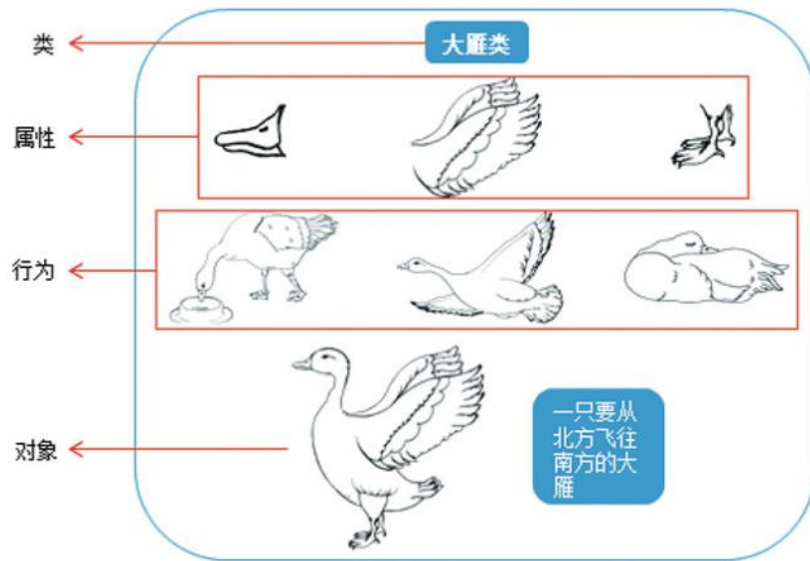 类
大雁类
属性
行为
对象
一只要从
北方飞往
南方的大
雁